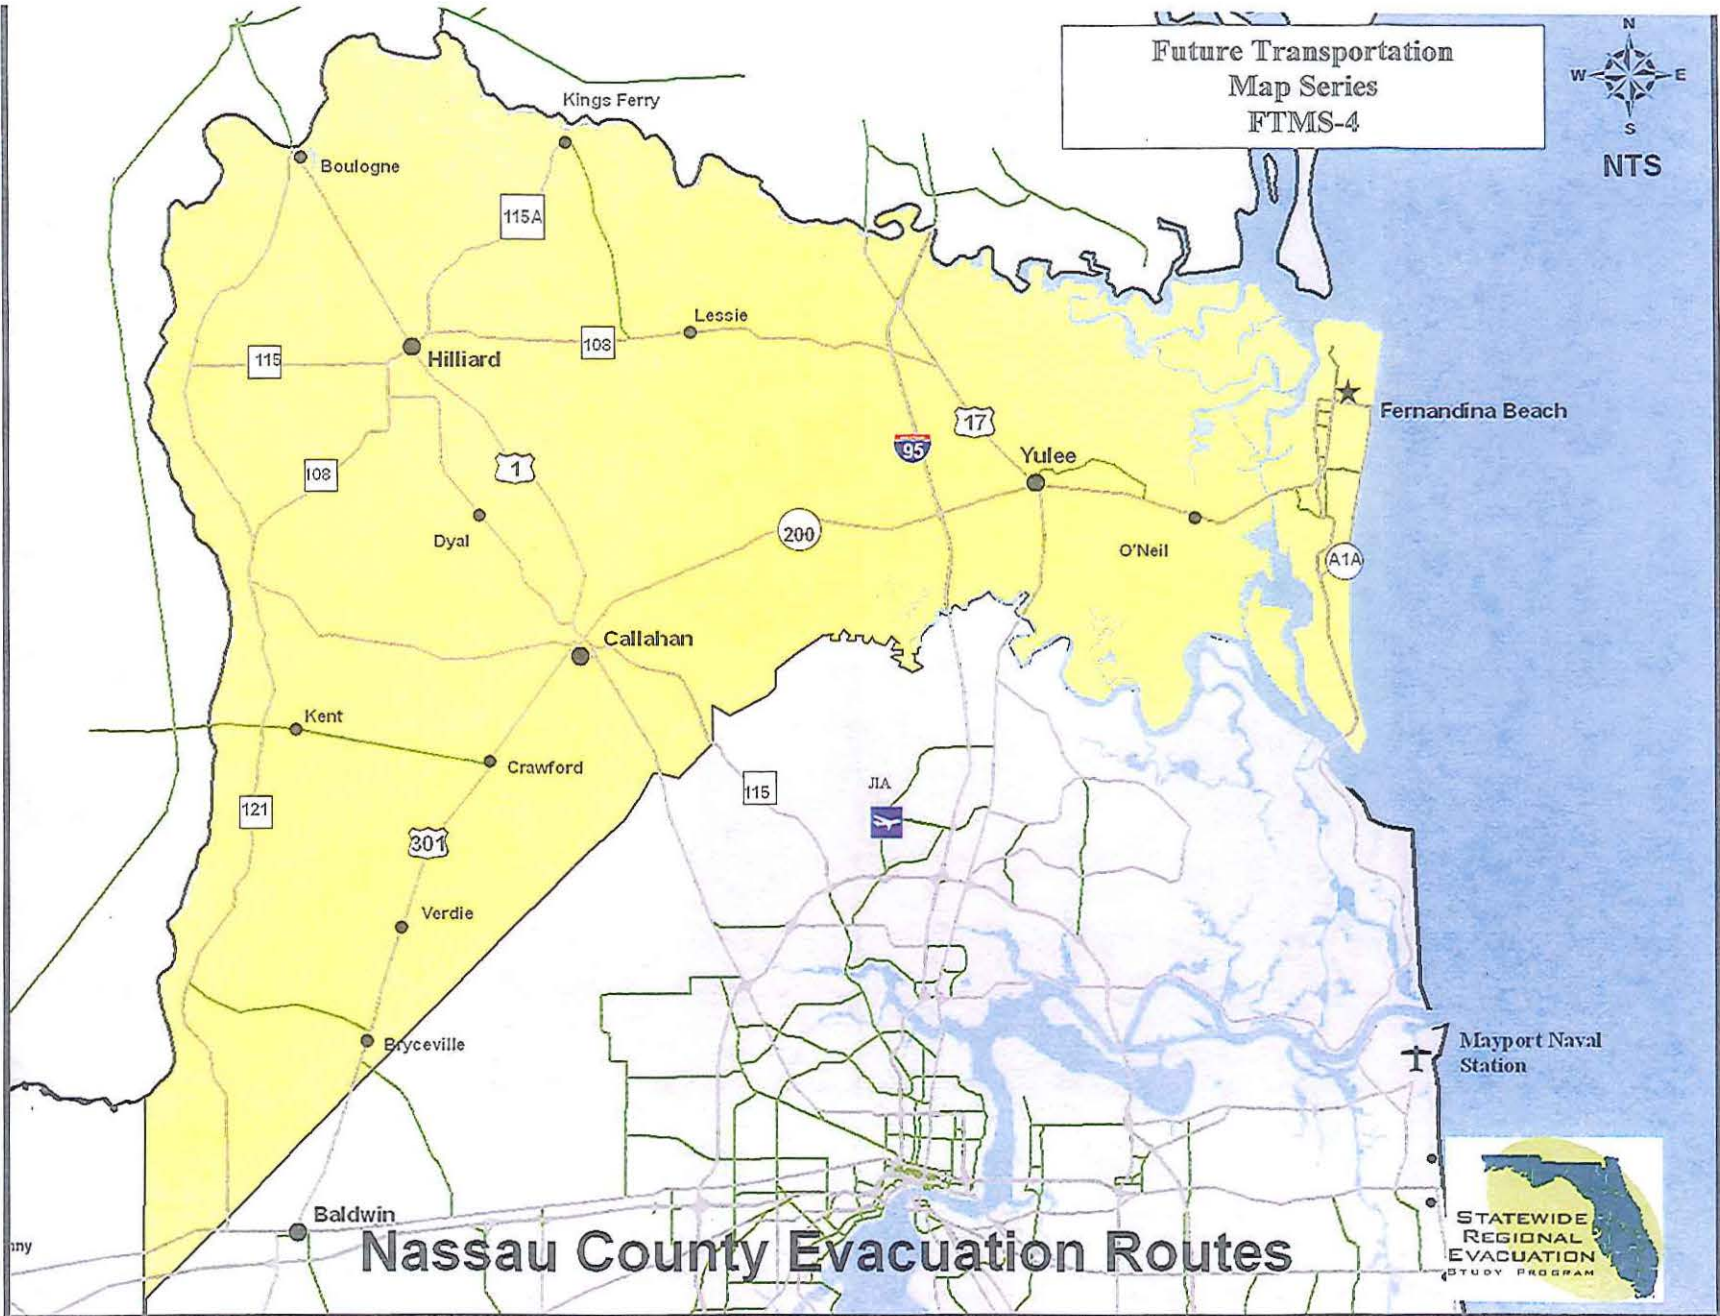 Future Transportation
Map Series
FTMS-4
N
W E
S
NTS
Kings Ferry
Boulogne
115A
Lessie
108
115
Hilliard
Fernandina Beach
17
95
Yulee
108
1
200
Dyal
O'Neil
A1A
Callahan
Kent
Crawford
121
115
JIA
301
Verdie
Bryceville
Mayport Naval
Station
Baldwin
Nassau County Evacuation Routes
STATEWIDE
REGIONAL
EVACUATION
STUDY PROGRAM